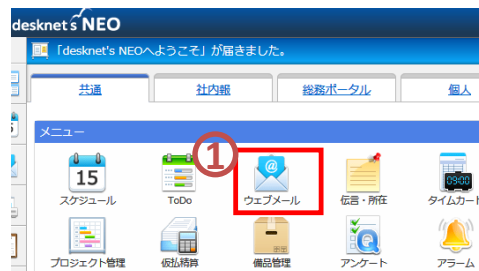 desknet's NEO
「desknet's NEOへようこそ」が届きました。
共通 社内報 総務ポータル 個人
メニュー
①
15 09:00
スケジュール ToDo ウェブメール 伝言・所在 タイムカード
プロジェクト管理 仮払精算 備品管理 アンケート アラーム